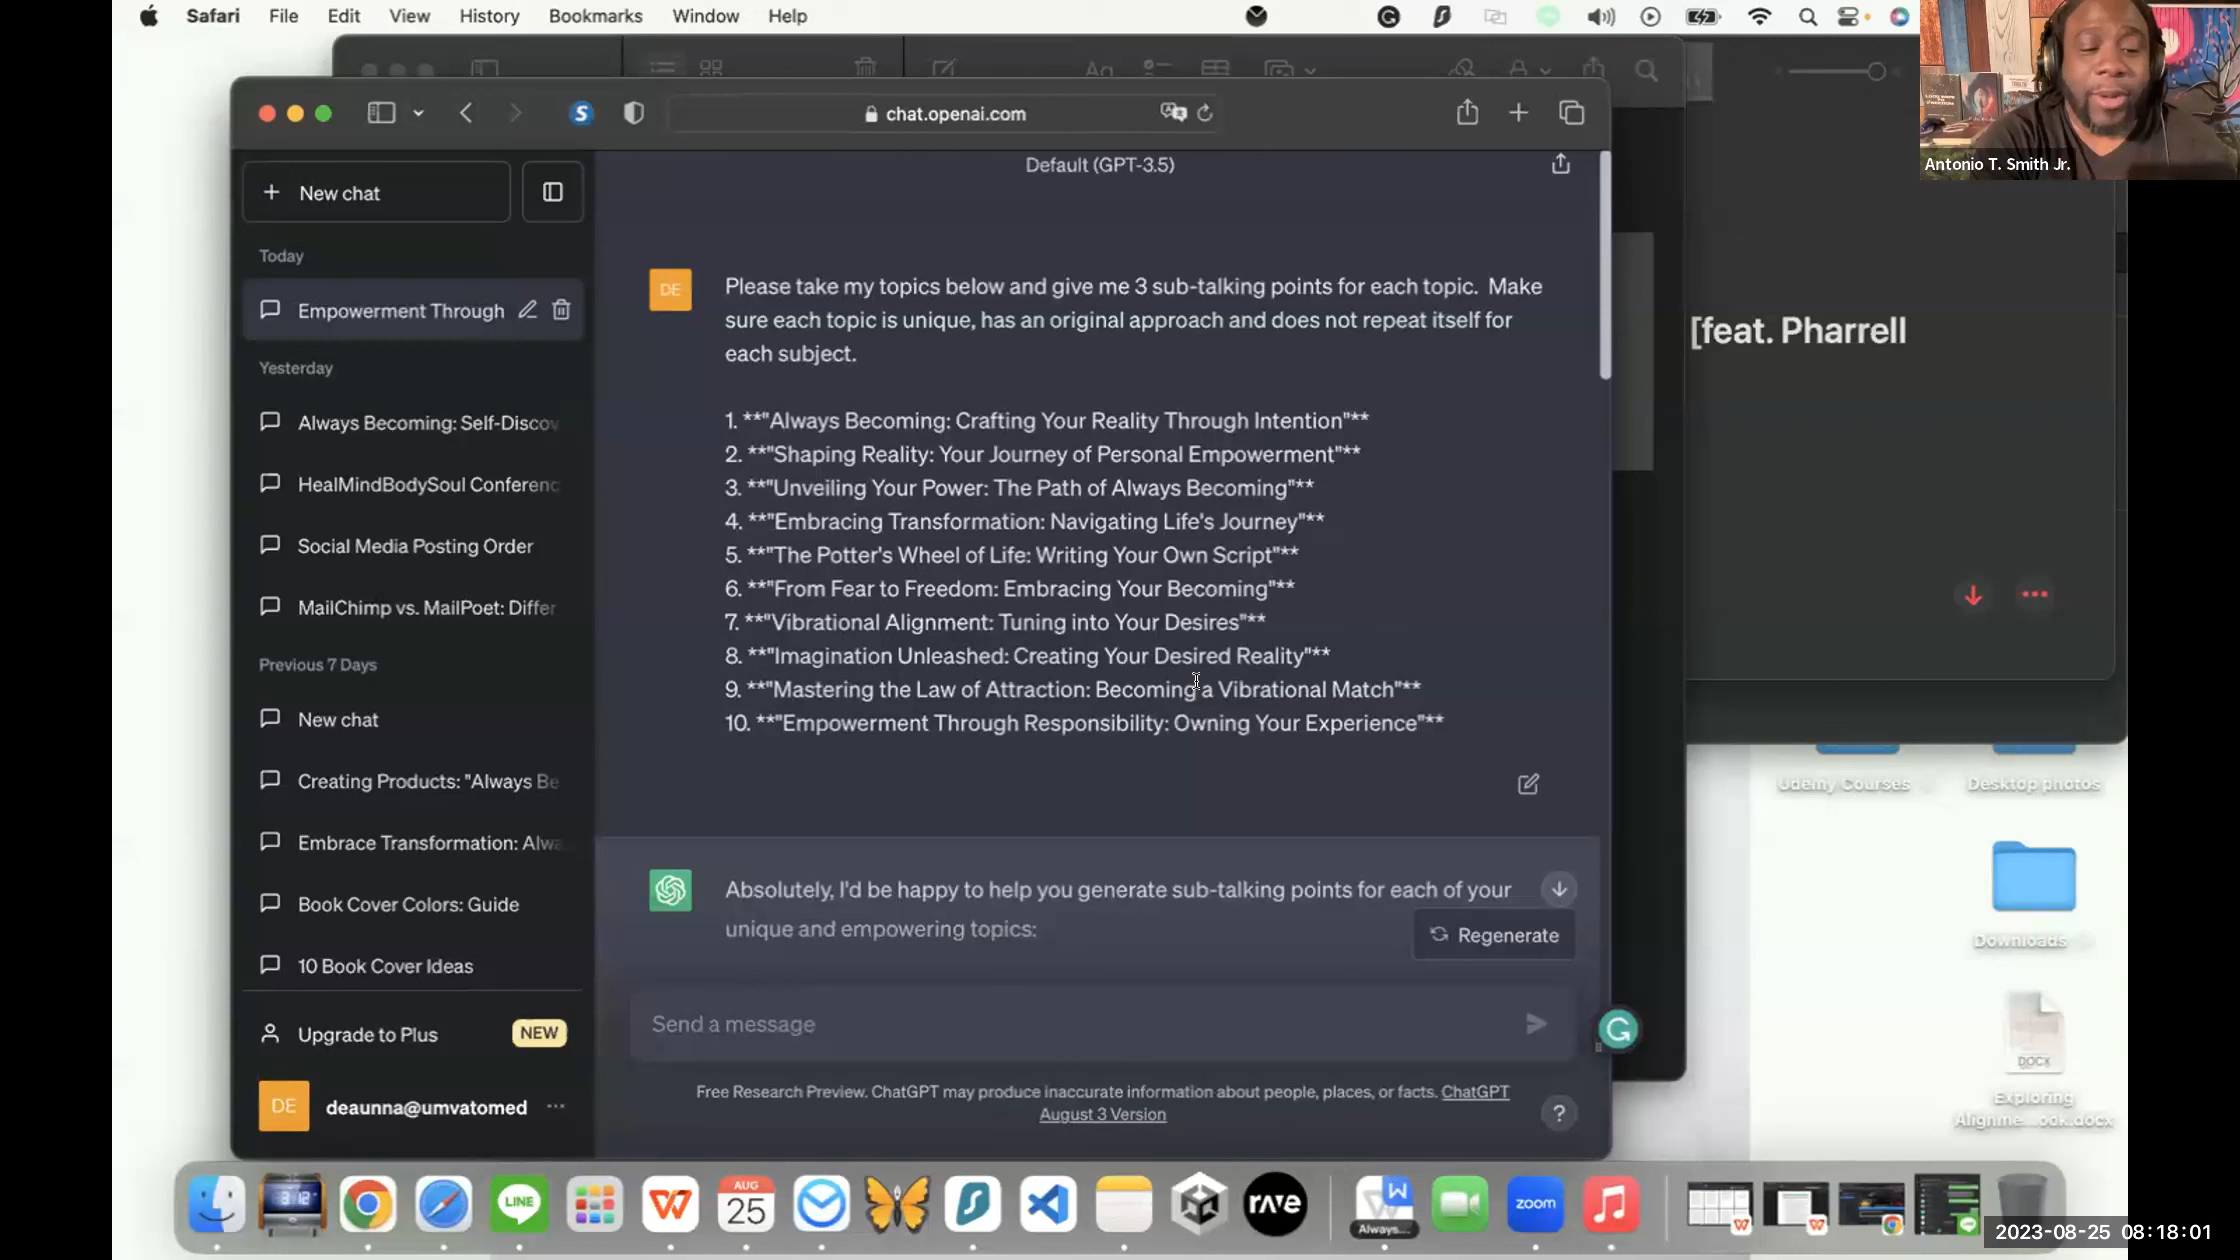 Safari File Edit View History Bookmarks Window Help
chat.openai.com
Antonio T. Smith Jr.
New chat
Today
Empowerment Through
Yesterday
Always Becoming: Self-Discov
HealMindBodySoul Conferenc
Social Media Posting Order
MailChimp vs. MailPoet: Differ
Previous 7 Days
New chat
Creating Products: "Always Be
Embrace Transformation: Alwa
Book Cover Colors: Guide
10 Book Cover Ideas
Upgrade to Plus NEW
DE deaunna@umvatomed
Default (GPT-3.5)
DE
Please take my topics below and give me 3 sub-talking points for each topic.  Make
sure each topic is unique, has an original approach and does not repeat itself for
each subject.
1. **"Always Becoming: Crafting Your Reality Through Intention"**
2. **"Shaping Reality: Your Journey of Personal Empowerment"**
3. **"Unveiling Your Power: The Path of Always Becoming"**
4. **"Embracing Transformation: Navigating Life's Journey"**
5. **"The Potter's Wheel of Life: Writing Your Own Script"**
6. **"From Fear to Freedom: Embracing Your Becoming"**
7. **"Vibrational Alignment: Tuning into Your Desires"**
8. **"Imagination Unleashed: Creating Your Desired Reality"**
9. **"Mastering the Law of Attraction: Becoming a Vibrational Match"**
10. **"Empowerment Through Responsibility: Owning Your Experience"**
Absolutely, I'd be happy to help you generate sub-talking points for each of your
unique and empowering topics:
Regenerate
Send a message
Free Research Preview. ChatGPT may produce inaccurate information about people, places, or facts. ChatGPT
August 3 Version
?
[feat. Pharrell
Udemy Courses Desktop photos
Downloads
DOCX
Exploring
Alignme...ook.docx
LINE
AUG
25
rave
Always...
zoom
2023-08-25 08:18:01